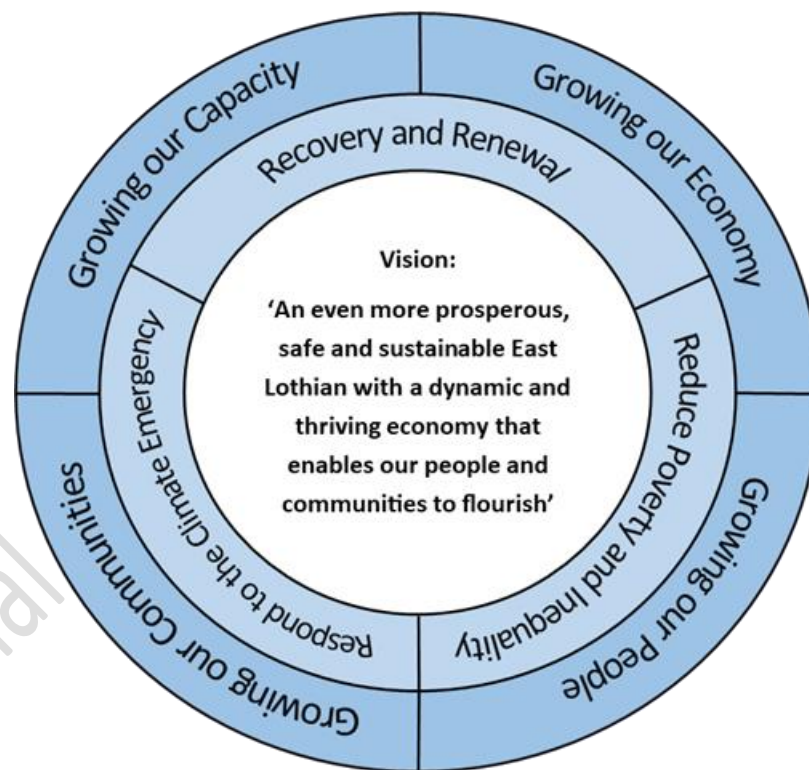 Growing our Capacity
Growing our Economy
Recovery and Renewal
Vision:
‘An even more prosperous,
safe and sustainable East
Lothian with a dynamic and
thriving economy that
enables our people and
communities to flourish’
Respond to the Climate Emergency
Reduce Poverty and Inequality
Growing our Communities
Growing our People